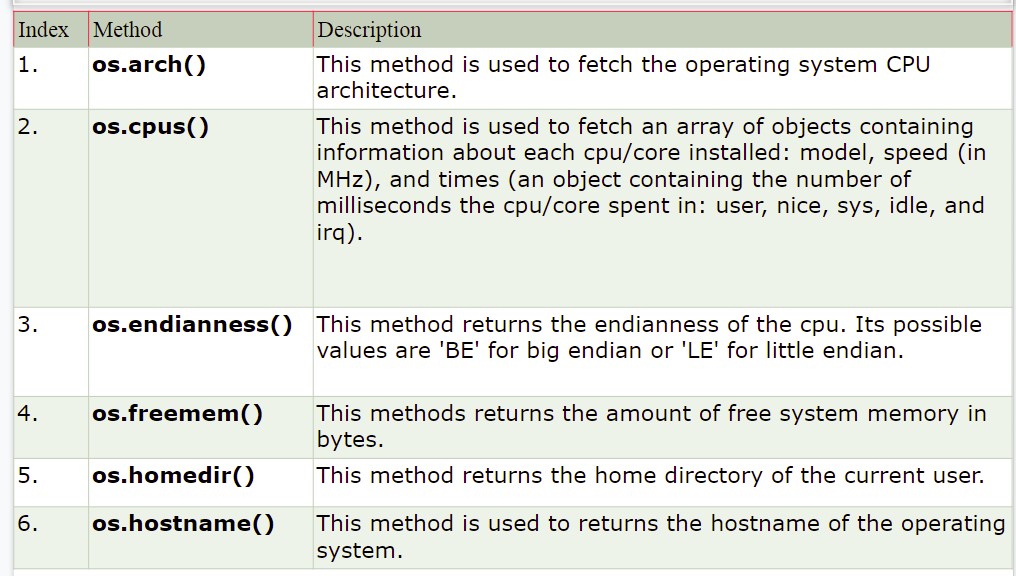 Index Method Description
1. os.arch() This method is used to fetch the operating system CPU
architecture.
2. os.cpus() This method is used to fetch an array of objects containing
information about each cpu/core installed: model, speed (in
MHz), and times (an object containing the number of
milliseconds the cpu/core spent in: user, nice, sys, idle, and
irq).
3. os.endianness() This method returns the endianness of the cpu. Its possible
values are 'BE' for big endian or 'LE' for little endian.
4. os.freemem() This methods returns the amount of free system memory in
bytes.
5. os.homedir() This method returns the home directory of the current user.
6. os.hostname() This method is used to returns the hostname of the operating
system.